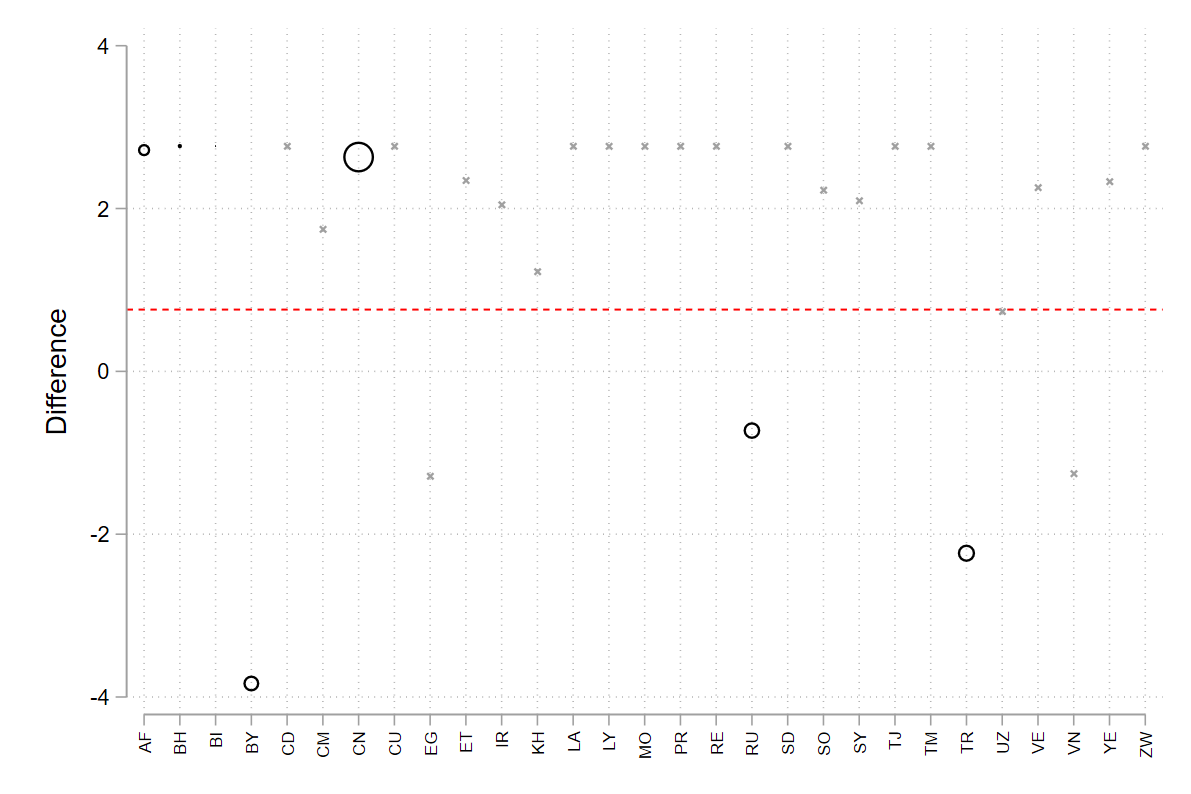 4
2
0
-2
-4
Difference
AF BH BI BY CD CM CN CU EG ET IR KH LA LY MO PR RE RU SD SO SY TJ TM TR UZ VE VN YE ZW